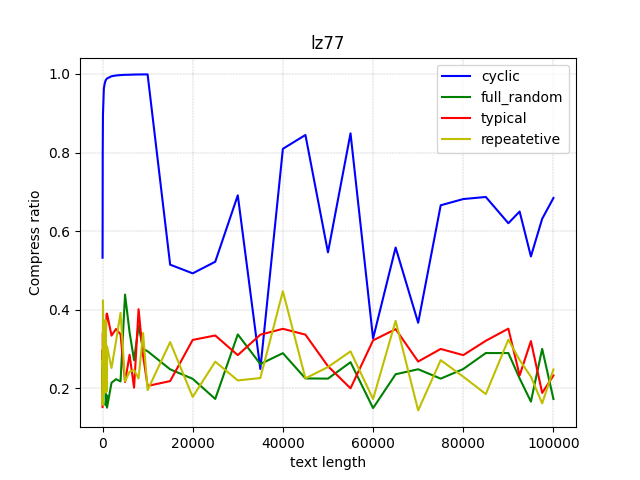 lz77
Compress ratio
1.0
0.8
0.6
0.4
0.2
cyclic
full_random
typical
repeatetive
0
20000
40000
60000
80000
100000
text length